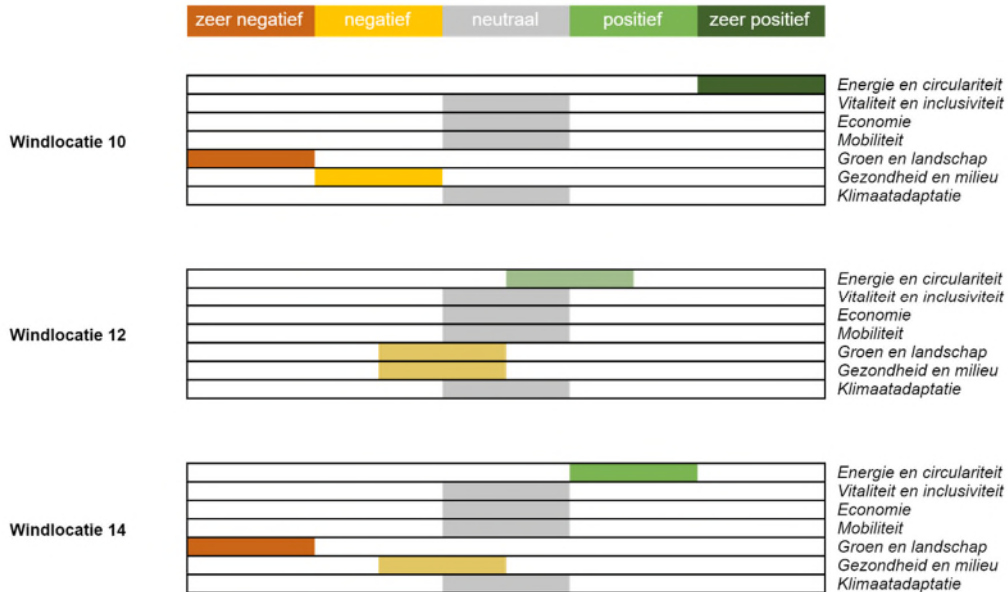 zeer negatief negatief neutraal positief zeer positief
Energie en circulariteit
Vitaliteit en inclusiviteit
Economie
Windlocatie 10 Mobiliteit
Groen en landschap
Gezondheid en milieu
Klimaatadaptatie
Energie en circulariteit
Vitaliteit en inclusiviteit
Economie
Windlocatie 12 Mobiliteit
Groen en landschap
Gezondheid en milieu
Klimaatadaptatie
Energie en circulariteit
Vitaliteit en inclusiviteit
Economie
Windlocatie 14 Mobiliteit
Groen en landschap
Gezondheid en milieu
Klimaatadaptatie